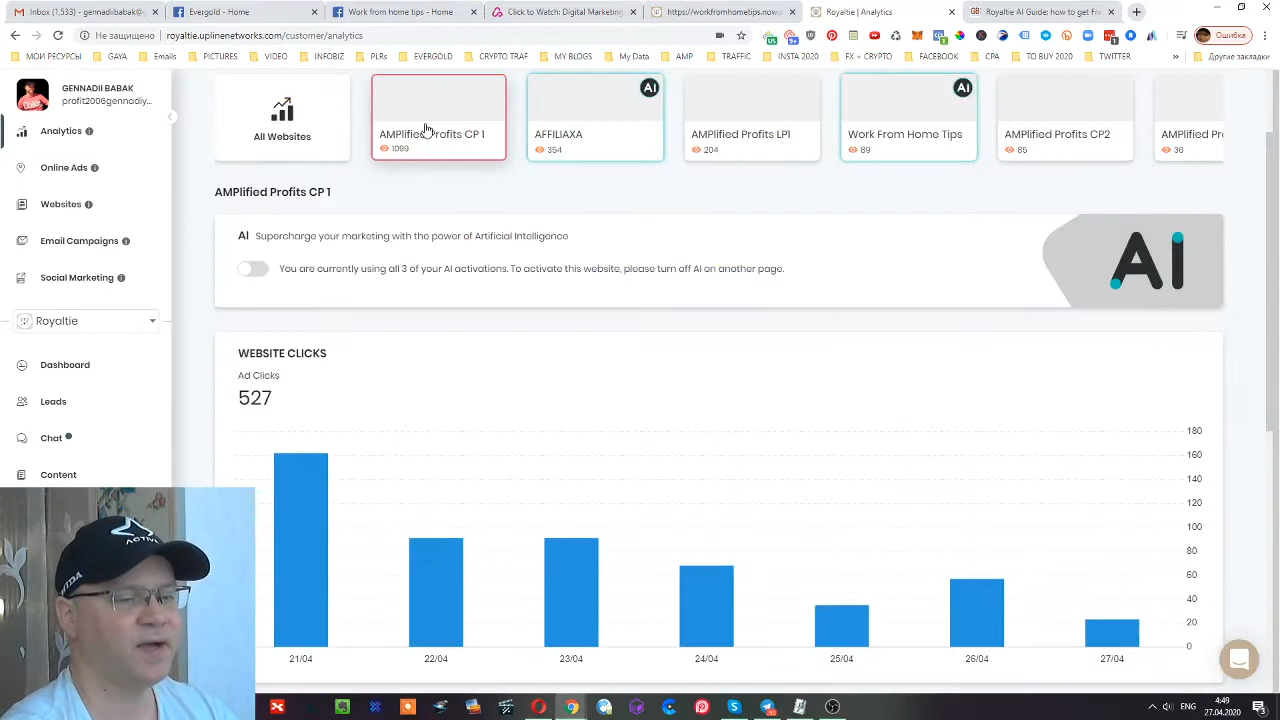 Inbox (1,533) - gennadiibabak@
Evergold - Home
Work from home tips - Home
Click to Watch: Digital Marketing
https://workfromhometips.now
Royaltie | Analytics
Royaltie AI Guide: how to get Fre
Не защищено
royaltie.uplinenetworks.com/customer/analytics
Ошибка
МОИ РЕСУРСЫ
GAYA
Emails
PICTURES
VIDEO
INFOBIZ
PLRs
EVERGOLD
CRYPTO TRA
MY BLOGS
My Data
AMP
TRAFFIC
INSTA 2020
FX + CRYPTO
FACEBOOK
CPA
TO BUY 2020
TWITTER
»
Другие закладки
GENNADII BABAK
profit2006gennadiy...
Analytics
Online Ads
Websites
Email Campaigns
Social Marketing
Royaltie
Dashboard
Leads
Chat
Content
All Websites
AMPlified Profits CP 1
1099
AI
AFFILIAXA
354
AMPlified Profits LP1
204
AI
Work From Home Tips
89
AMPlified Profits CP2
85
AMPlified Pr
36
AMPlified Profits CP 1
AI Supercharge your marketing with the power of Artificial Intelligence
You are currently using all 3 of your AI activations. To activate this website, please turn off AI on another page.
AI
WEBSITE CLICKS
Ad Clicks
527
180
160
140
120
100
80
60
40
20
0
21/04
22/04
23/04
24/04
25/04
26/04
27/04
ACTIVE
ENG
4:49
27.04.2020